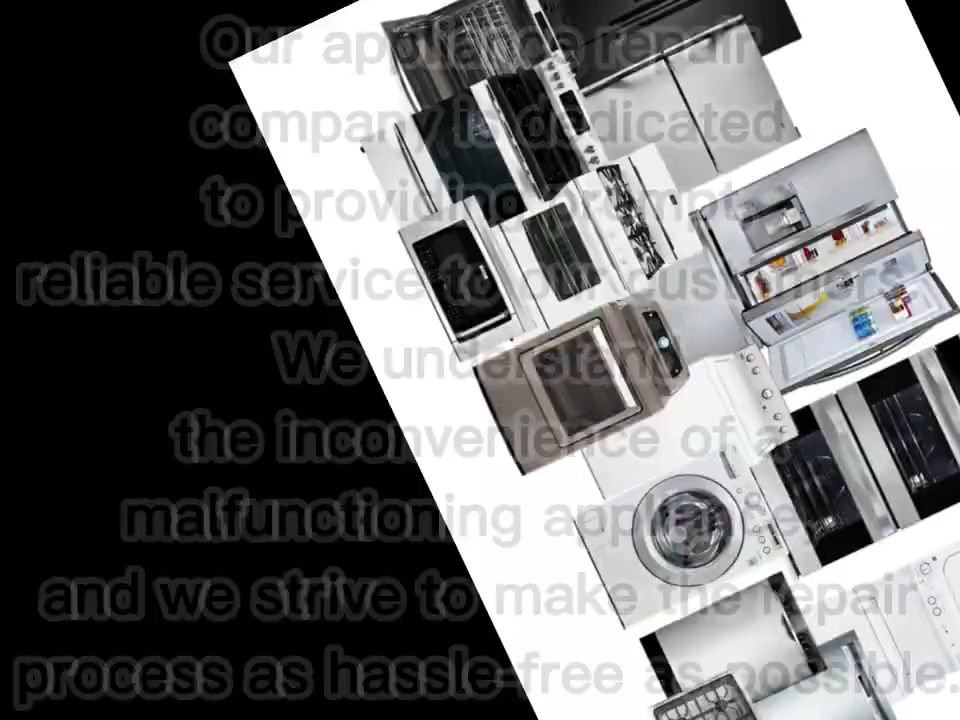 Our appliance repair
company is dedicated
to providing prompt,
reliable service to our customers.
We understand
the inconvenience of a
malfunctioning appliance,
and we strive to make the repair
process as hassle-free as possible.